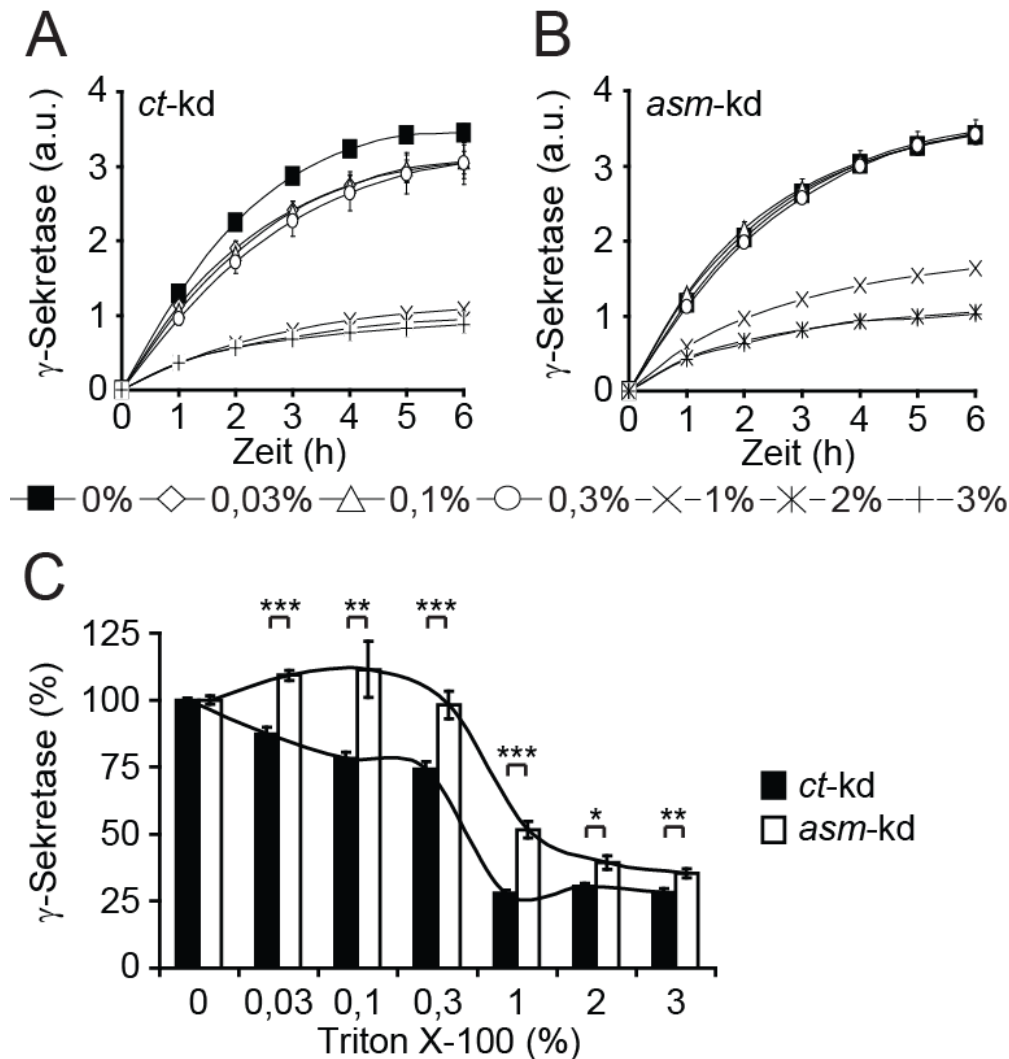 A B
ct-kd asm-kd
γ-Sekretase (a.u.) γ-Sekretase (a.u.)
4 4
3 3
2 2
1 1
0 0
0 1 2 3 4 5 6 0 1 2 3 4 5 6
Zeit (h) Zeit (h)
0% 0,03% 0,1% 0,3% 1% 2% 3%
C
*** ** *** *** * **
γ-Sekretase (%)
125
100
75
50
25
0
ct-kd
asm-kd
0 0,03 0,1 0,3 1 2 3
Triton X-100 (%)